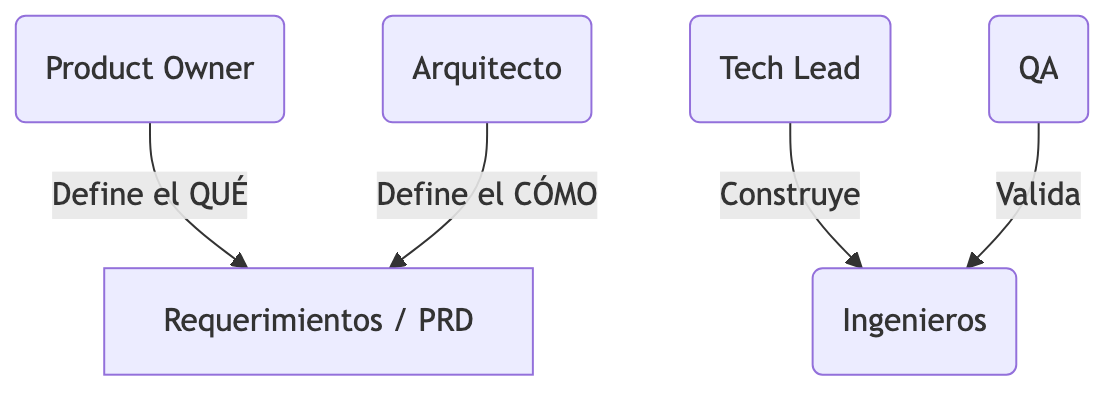 Product Owner
Arquitecto
Tech Lead
QA
Define el QUÉ
Define el CÓMO
Construye
Valida
Requerimientos / PRD
Ingenieros